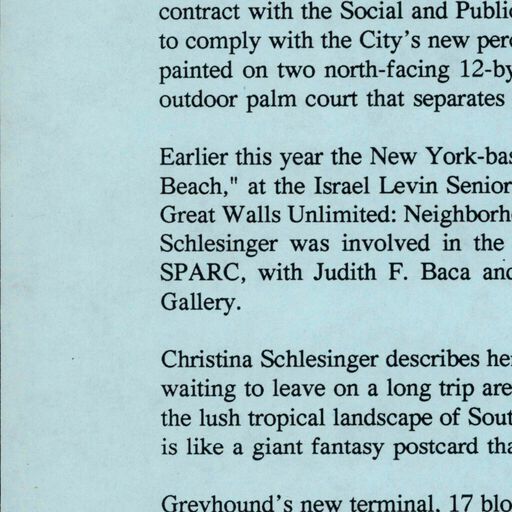 contract with the Social and Public
to comply with the City's new perc
painted on two north-facing 12-by
outdoor palm court that separates
Earlier this year the New York-bas
Beach," at the Israel Levin Senior
Great Walls Unlimited: Neighborh
Schlesinger was involved in the
SPARC, with Judith F. Baca and
Gallery.
Christina Schlesinger describes her
waiting to leave on a long trip are
the lush tropical landscape of Sout
is like a giant fantasy postcard tha
Greyhound's new terminal, 17 blo